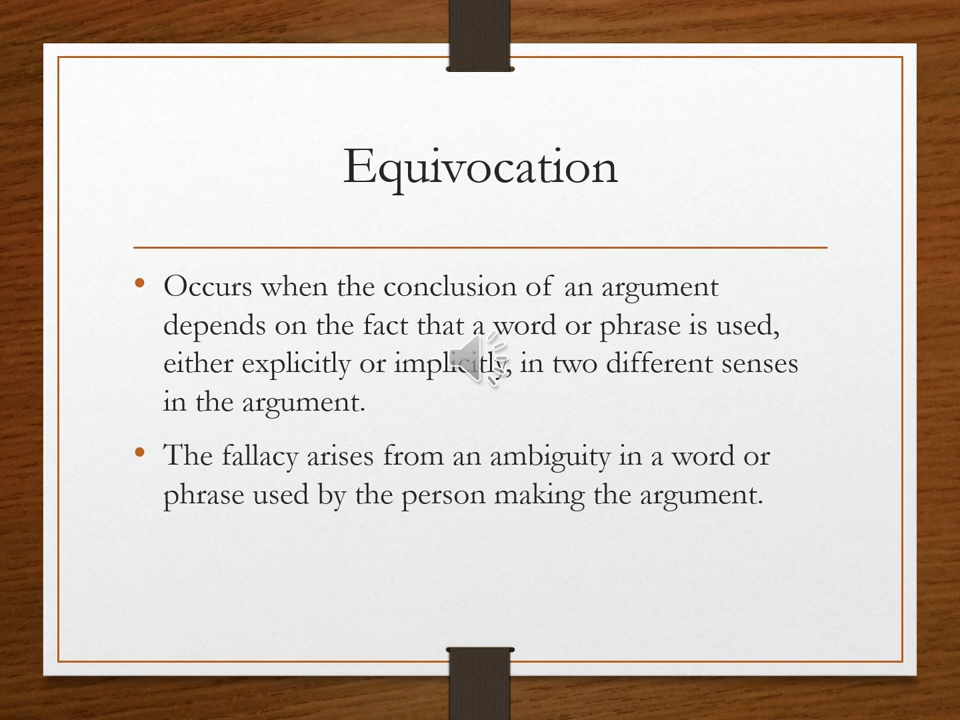 Equivocation
• Occurs when the conclusion of an argument
depends on the fact that a word or phrase is used,
either explicitly or implicitly, in two different senses
in the argument.
• The fallacy arises from an ambiguity in a word or
phrase used by the person making the argument.